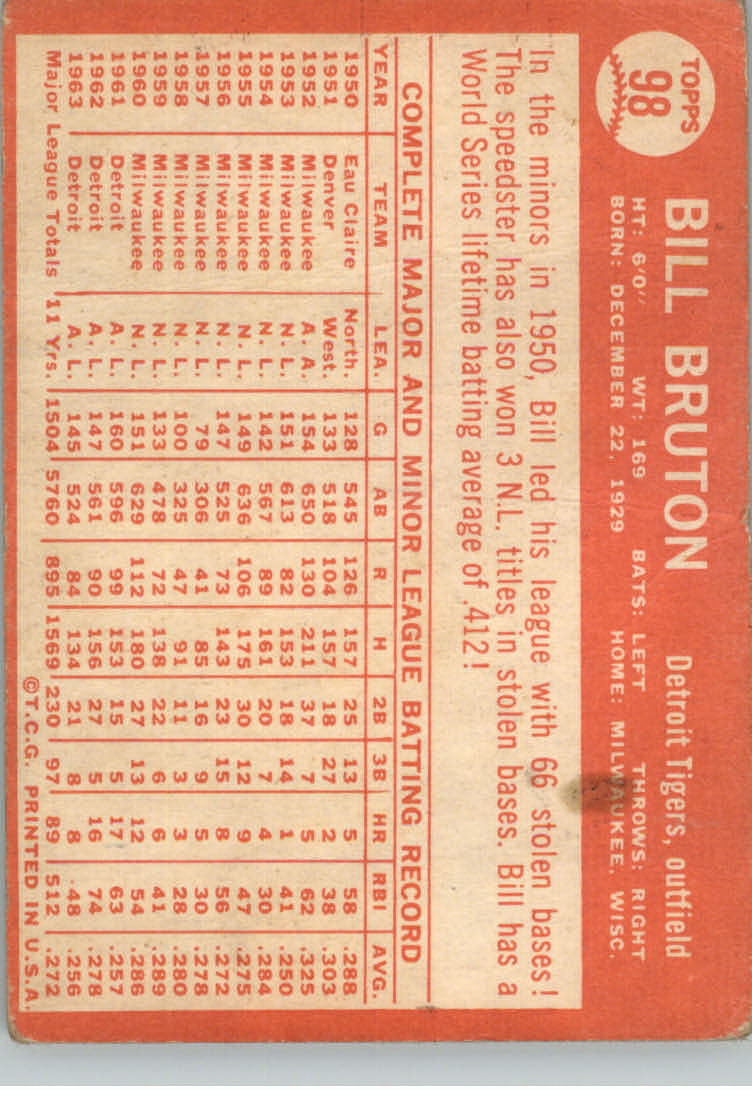 TOPPS
98
BILL BRUTON
Detroit Tigers, outfield
HT: 6'0" WT: 169 BATS: LEFT THROWS: RIGHT
BORN: DECEMBER 22, 1929 HOME: MILWAUKEE, WISC.
In the minors in 1950, Bill led his league with 66 stolen bases!
The speedster has also won 3 N.L. titles in stolen bases. Bill has a
World Series lifetime batting average of .412!
COMPLETE MAJOR AND MINOR LEAGUE BATTING RECORD
YEAR TEAM LEA. G AB R H 2B 3B HR RBI AVG.
1950 Eau Claire North. 128 545 126 157 25 13 5 58 .288
1951 Denver West. 133 518 104 157 18 27 2 38 .303
1952 Milwaukee A. A. 154 650 130 211 37 7 5 62 .325
1953 Milwaukee N. L. 151 613 82 153 18 14 1 41 .250
1954 Milwaukee N. L. 142 567 89 161 20 7 4 30 .284
1955 Milwaukee N. L. 149 636 106 175 30 12 9 47 .275
1956 Milwaukee N. L. 147 525 73 143 23 15 8 56 .272
1957 Milwaukee N. L. 79 306 41 85 16 9 5 30 .278
1958 Milwaukee N. L. 100 325 47 91 11 3 3 28 .280
1959 Milwaukee N. L. 133 478 72 138 22 6 6 41 .289
1960 Milwaukee N. L. 151 629 112 180 27 13 12 54 .286
1961 Detroit A. L. 160 596 99 153 15 5 17 63 .257
1962 Detroit A. L. 147 561 90 156 27 5 16 74 .278
1963 Detroit A. L. 145 524 84 134 21 8 8 48 .256
Major League Totals 11 Yrs. 1504 5760 895 1569 230 97 89 512 .272
©T.C.G. PRINTED IN U.S.A.